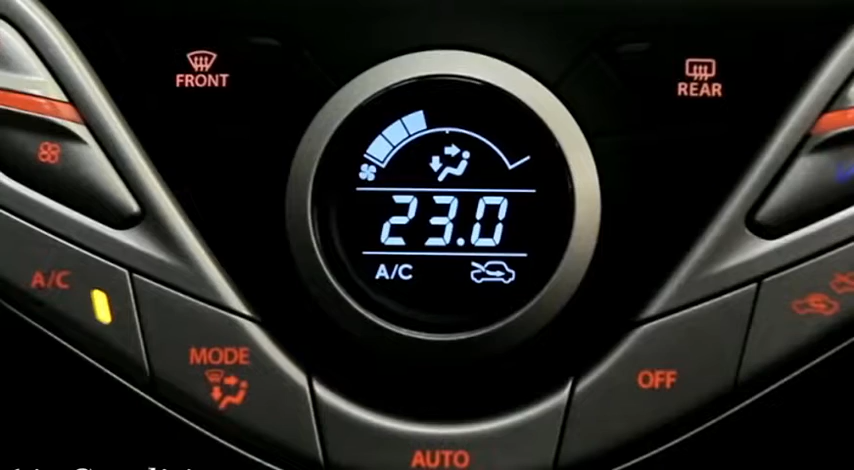 FRONT
REAR
23.0
A/C
A/C
MODE
OFF
AUTO